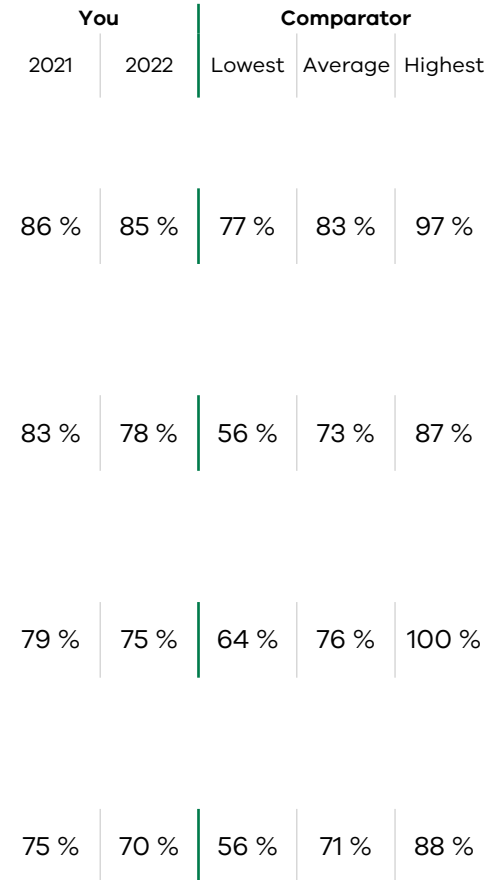 You Comparator
2021 2022 Lowest Average Highest
86 % 85 % 77 % 83 % 97 %
83 % 78 % 56 % 73 % 87 %
79 % 75 % 64 % 76 % 100 %
75 % 70 % 56 % 71 % 88 %